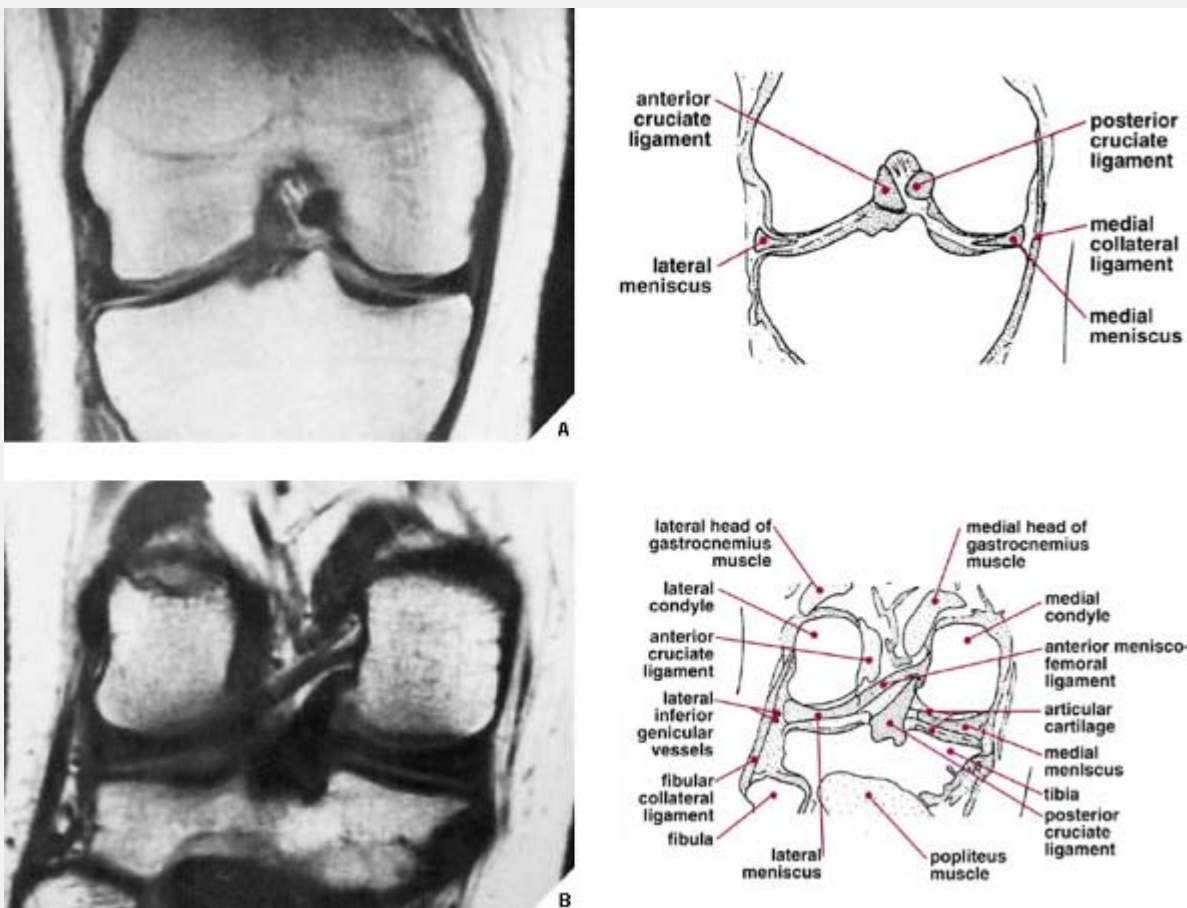 anterior
cruciate
ligament
posterior
cruciate
ligament
lateral
meniscus
medial
collateral
ligament
medial
meniscus
A
lateral head of
gastrocnemius
muscle
medial head of
gastrocnemius
muscle
lateral
condyle
medial
condyle
anterior
cruciate
ligament
anterior menisco-
femoral
ligament
lateral
inferior
genicular
vessels
articular
cartilage
medial
meniscus
fibular
collateral
ligament
tibia
posterior
cruciate
ligament
fibula
lateral
meniscus
popliteus
muscle
B